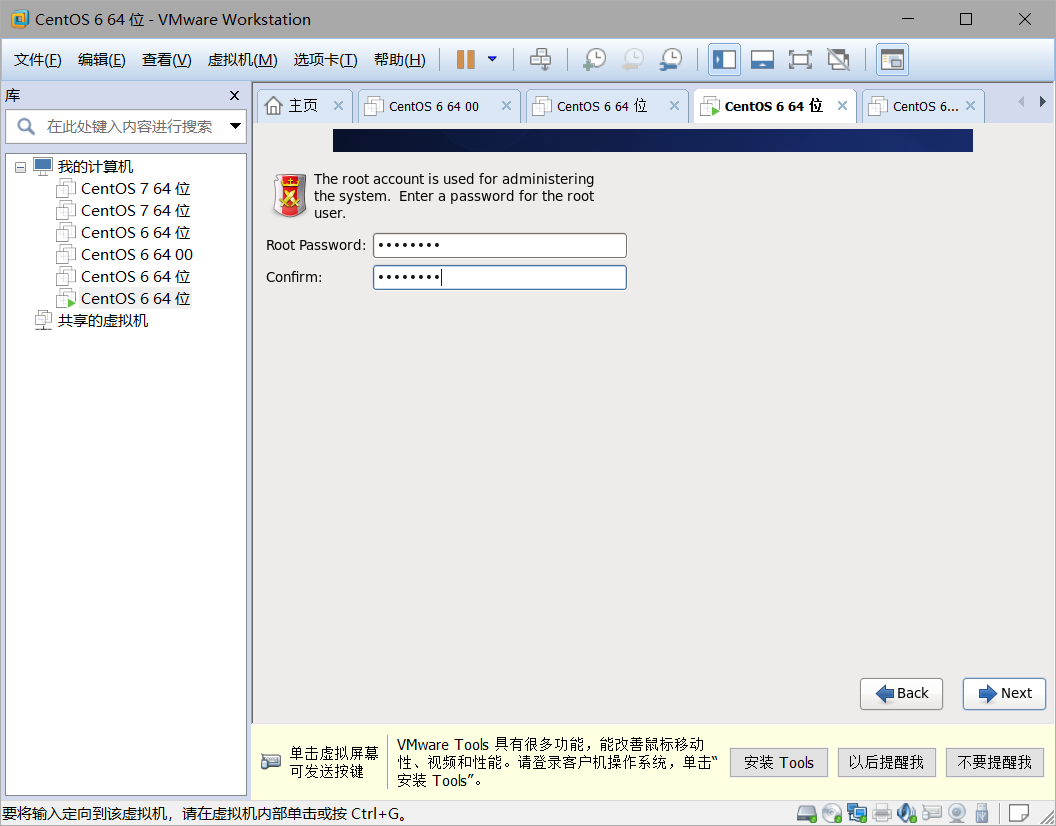 CentOS 6 64 位 - VMware Workstation
文件(F) 编辑(E) 查看(V) 虚拟机(M) 选项卡(T) 帮助(H)
库
在此处键入内容进行搜索
我的计算机
CentOS 7 64 位
CentOS 7 64 位
CentOS 6 64 位
CentOS 6 64 00
CentOS 6 64 位
CentOS 6 64 位
共享的虚拟机
主页 CentOS 6 64 00 CentOS 6 64 位 CentOS 6 64 位 CentOS 6...
The root account is used for administering
the system. Enter a password for the root
user.
Root Password: ••••••••
Confirm: ••••••••
Back Next
单击虚拟屏幕
可发送按键
VMware Tools 具有很多功能，能改善鼠标移动
性、视频和性能。请登录客户机操作系统，单击“
安装 Tools”。
安装 Tools 以后提醒我 不要提醒我
要将输入定向到该虚拟机，请在虚拟机内部单击或按 Ctrl+G。